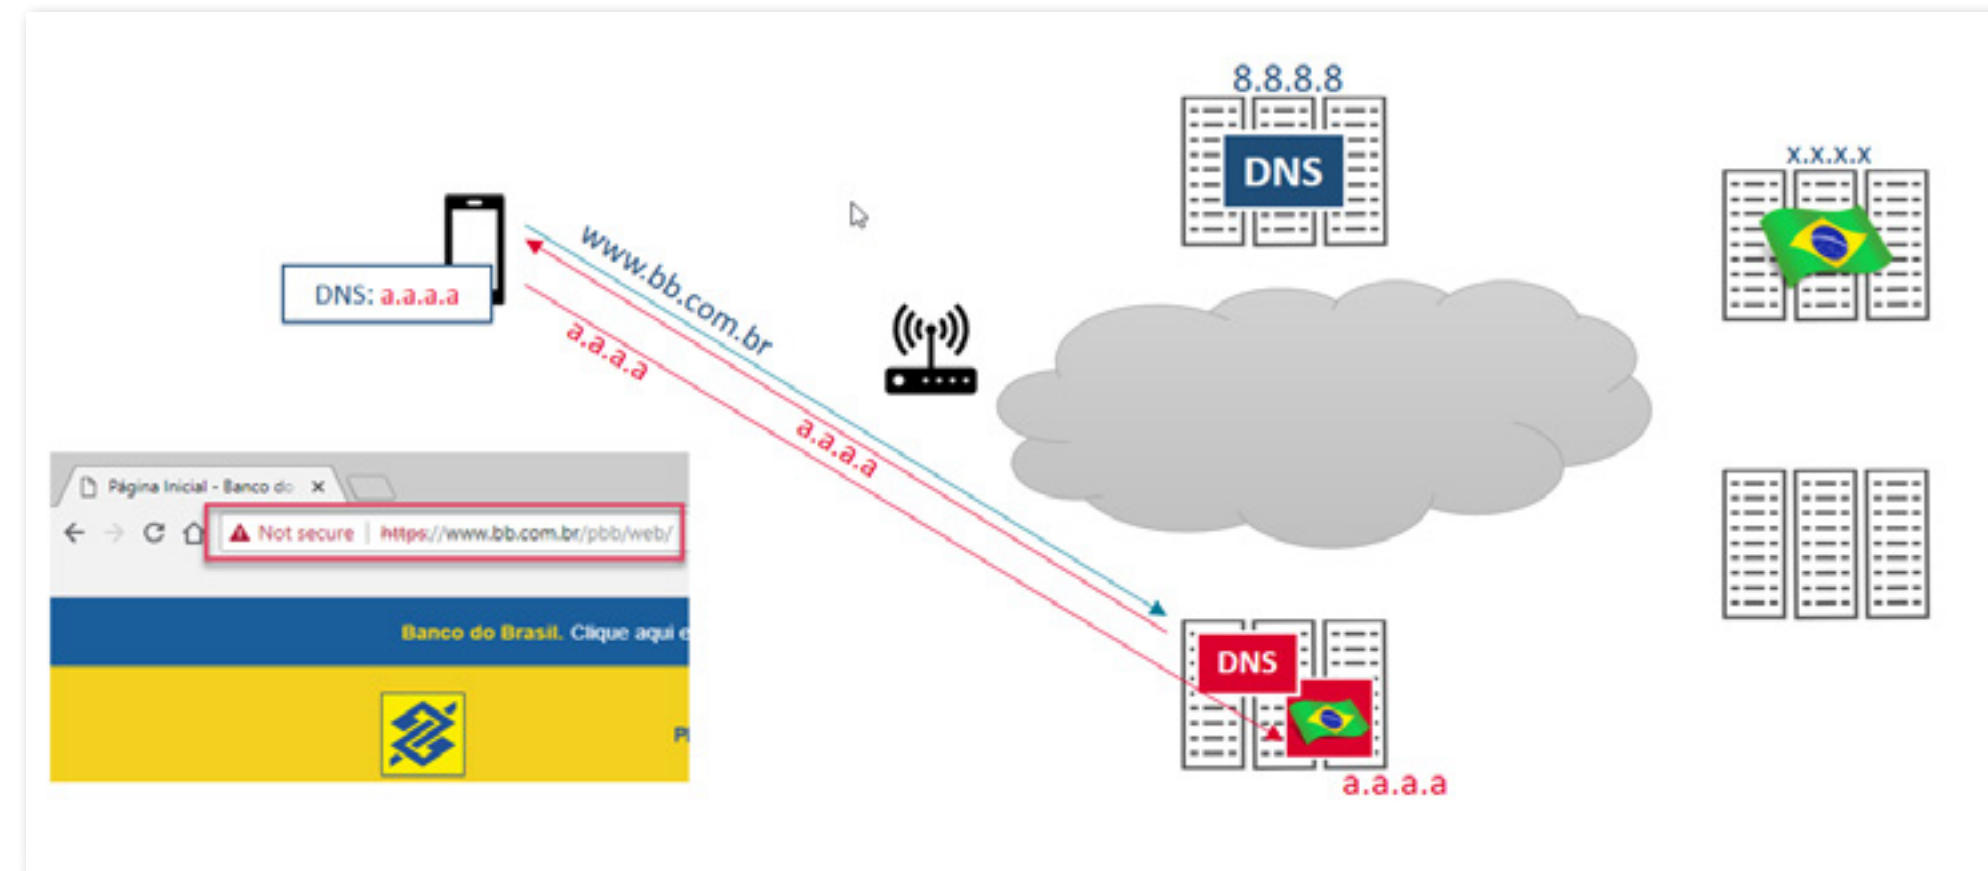 8.8.8.8
DNS
x.x.x.x
DNS: a.a.a.a
www.bb.com.br
a.a.a.a
a.a.a.a
Página Inicial - Banco do
Not secure | https://www.bb.com.br/pbb/web/
Banco do Brasil. Clique aqui e
DNS
a.a.a.a